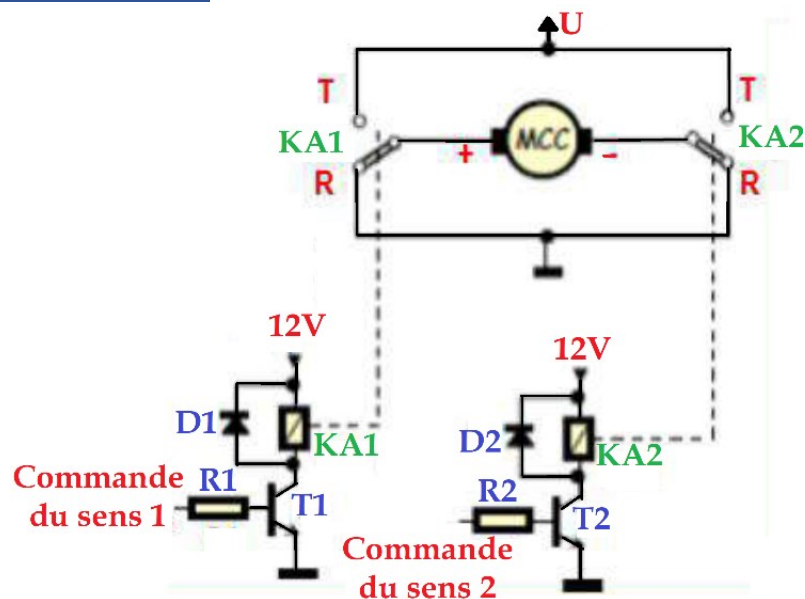 U
T
T
KA1
MCC
KA2
+
-
R
R
12V
12V
D1
KA1
D2
KA2
Commande
du sens 1
R1
T1
R2
T2
Commande
du sens 2